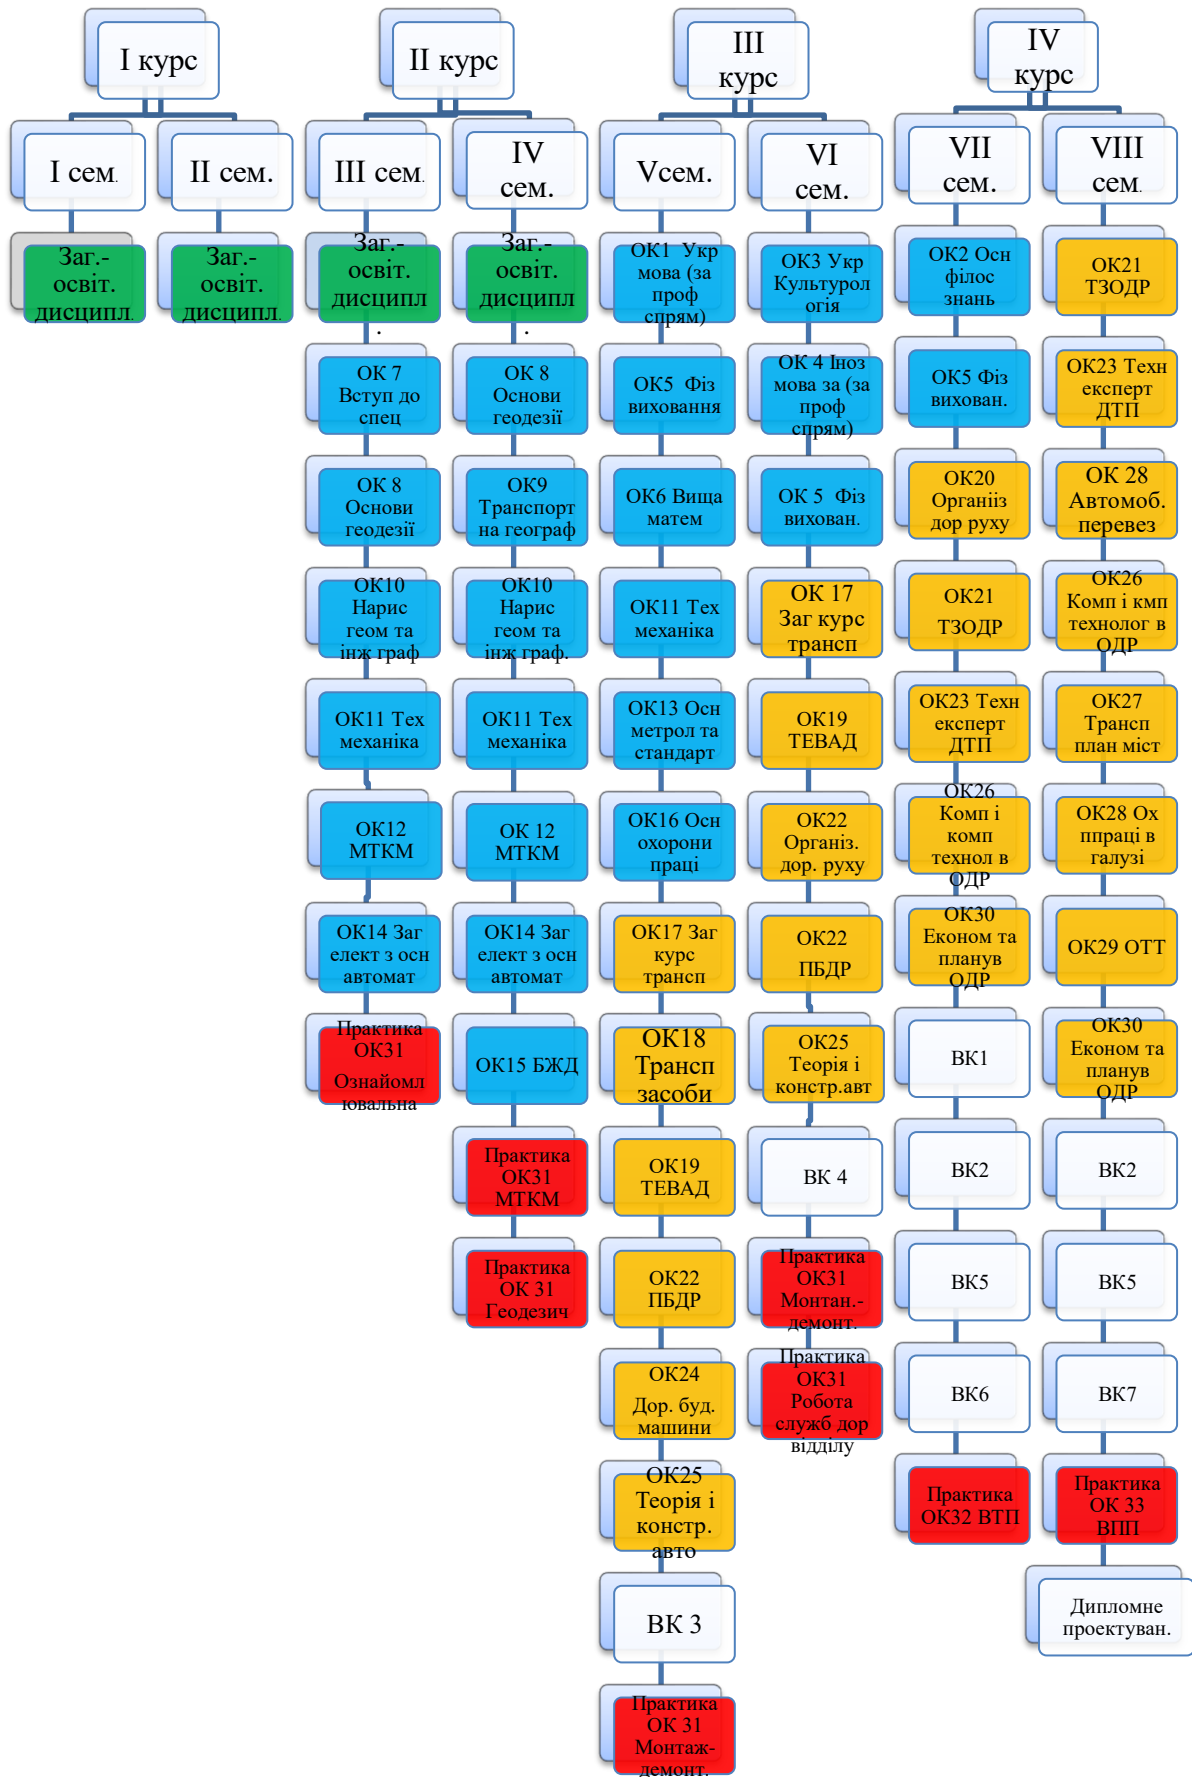 I курс
II курс
III
курс
IV
курс
I сем.
II сем.
III сем.
IV
сем.
Vсем.
VI
сем.
VII
сем.
VIII
сем.
Заг.-
освіт.
дисципл.
Заг.-
освіт.
дисципл.
Заг.-
освіт.
дисципл
.
ОК 7
Вступ до
спец
ОК 8
Основи
геодезії
ОК10
Нарис
геом та
інж граф
ОК11 Тех
механіка
ОК12
МТКМ
ОК14 Заг
елект з осн
автомат
Практика
ОК31
Ознайомл
ювальна
Заг.-
освіт.
дисципл
.
ОК 8
Основи
геодезії
ОК9
Транспорт
на географ
ОК10
Нарис
геом та
інж граф.
ОК11 Тех
механіка
ОК 12
МТКМ
ОК14 Заг
елект з осн
автомат
ОК15 БЖД
Практика
ОК31
МТКМ
Практика
ОК 31
Геодезич
ОК1 Укр
мова (за
проф
спрям)
ОК5 Фіз
виховання
ОК6 Вища
матем
ОК11 Тех
механіка
ОК13 Осн
метрол та
стандарт
ОК16 Осн
охорони
праці
ОК17 Заг
курс
трансп
ОК18
Трансп
засоби
ОК19
ТЕВАД
ОК22
ПБДР
ОК24
Дор. буд.
машини
ОК25
Теорія і
констр.
авто
ВК 3
Практика
ОК 31
Монтаж-
демонт.
ОК3 Укр
Культурол
огія
ОК 4 Іноз
мова за (за
проф
спрям)
ОК 5 Фіз
вихован.
ОК 17
Заг курс
трансп
ОК19
ТЕВАД
ОК22
Організ.
дор. руху
ОК22
ПБДР
ОК25
Теорія і
констр.авт
ВК 4
Практика
ОК31
Монтан.-
демонт.
Практика
ОК31
Робота
служб дор
відділу
ОК2 Осн
філос
знань
ОК5 Фіз
вихован.
ОК20
Органііз
дор руху
ОК21
ТЗОДР
ОК23 Техн
експерт
ДТП
ОК26
Комп і
комп
технол в
ОДР
ОК30
Економ та
планув
ОДР
ВК1
ВК2
ВК5
ВК6
Практика
ОК32 ВТП
ОК21
ТЗОДР
ОК23 Техн
експерт
ДТП
ОК 28
Автомоб.
перевез
ОК26
Комп і кмп
технолог в
ОДР
ОК27
Трансп
план міст
ОК28 Ох
ппраці в
галузі
ОК29 ОТТ
ОК30
Економ та
планув
ОДР
ВК2
ВК5
ВК7
Практика
ОК 33
ВПП
Дипломне
проектуван.